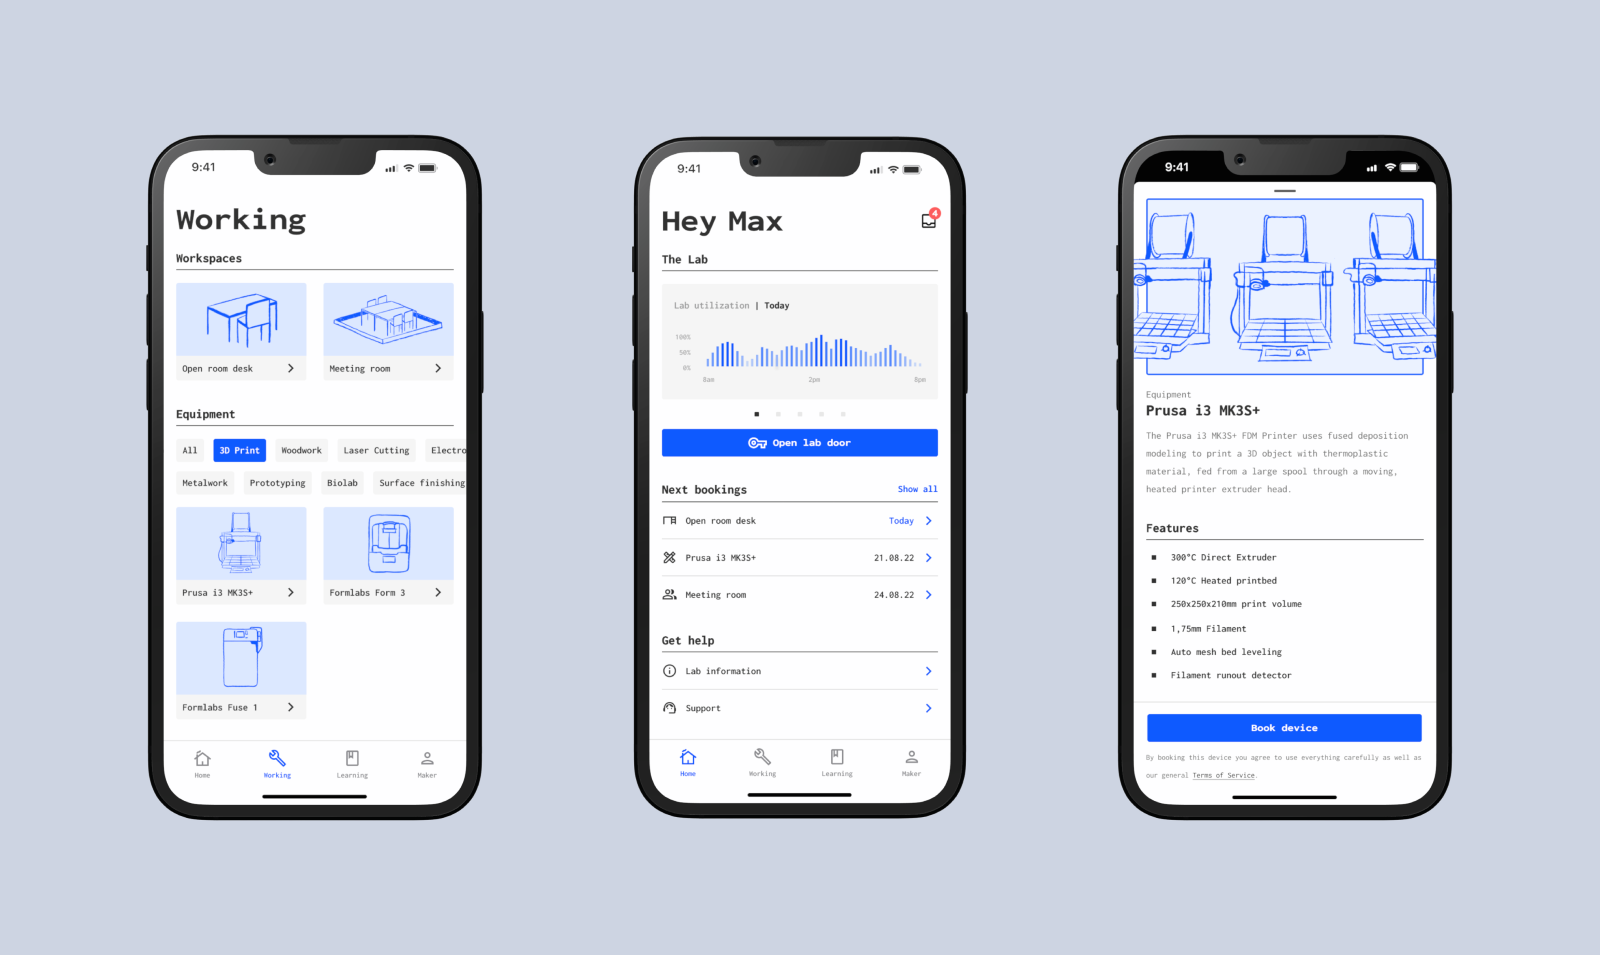 9:41
Working
Workspaces
Open room desk
Meeting room
Equipment
All
3D Print
Woodwork
Laser Cutting
Electro
Metalwork
Prototyping
Biolab
Surface finishing
Prusa i3 MK3S+
Formlabs Form 3
Formlabs Fuse 1
Home
Working
Learning
Maker
9:41
Hey Max
4
The Lab
Lab utilization | Today
100%
50%
0%
8am
2pm
8pm
Open lab door
Next bookings
Show all
Open room desk
Today
Prusa i3 MK3S+
21.08.22
Meeting room
24.08.22
Get help
Lab information
Support
Home
Working
Learning
Maker
9:41
Equipment
Prusa i3 MK3S+
The Prusa i3 MK3S+ FDM Printer uses fused deposition
modeling to print a 3D object with thermoplastic
material, fed from a large spool through a moving,
heated printer extruder head.
Features
300°C Direct Extruder
120°C Heated printbed
250x250x210mm print volume
1,75mm Filament
Auto mesh bed leveling
Filament runout detector
Book device
By booking this device you agree to use everything carefully as well as
our general Terms of Service.